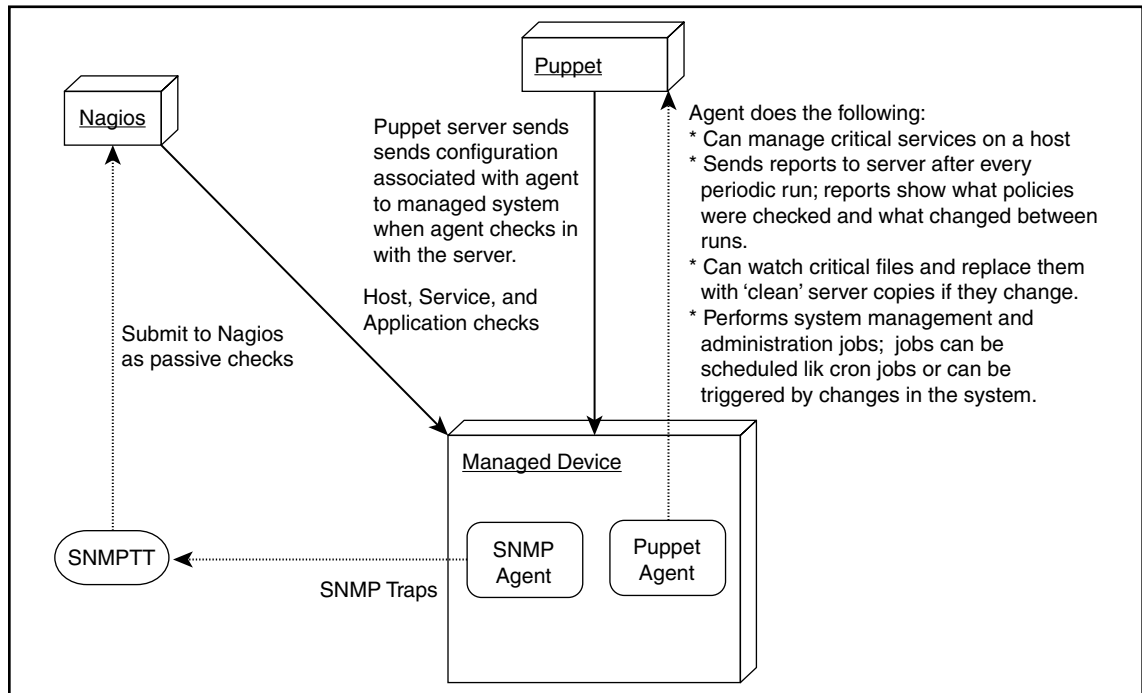 Puppet
Nagios
Puppet server sends
sends configuration
associated with agent
to managed system
when agent checks in
with the server.
Agent does the following:
* Can manage critical services on a host
* Sends reports to server after every
periodic run; reports show what policies
were checked and what changed between
runs.
* Can watch critical files and replace them
with ‘clean’ server copies if they change.
* Performs system management and
administration jobs; jobs can be
scheduled lik cron jobs or can be
triggered by changes in the system.
Host, Service, and
Application checks
Submit to Nagios
as passive checks
Managed Device
SNMPTT
SNMP Traps
SNMP
Agent
Puppet
Agent